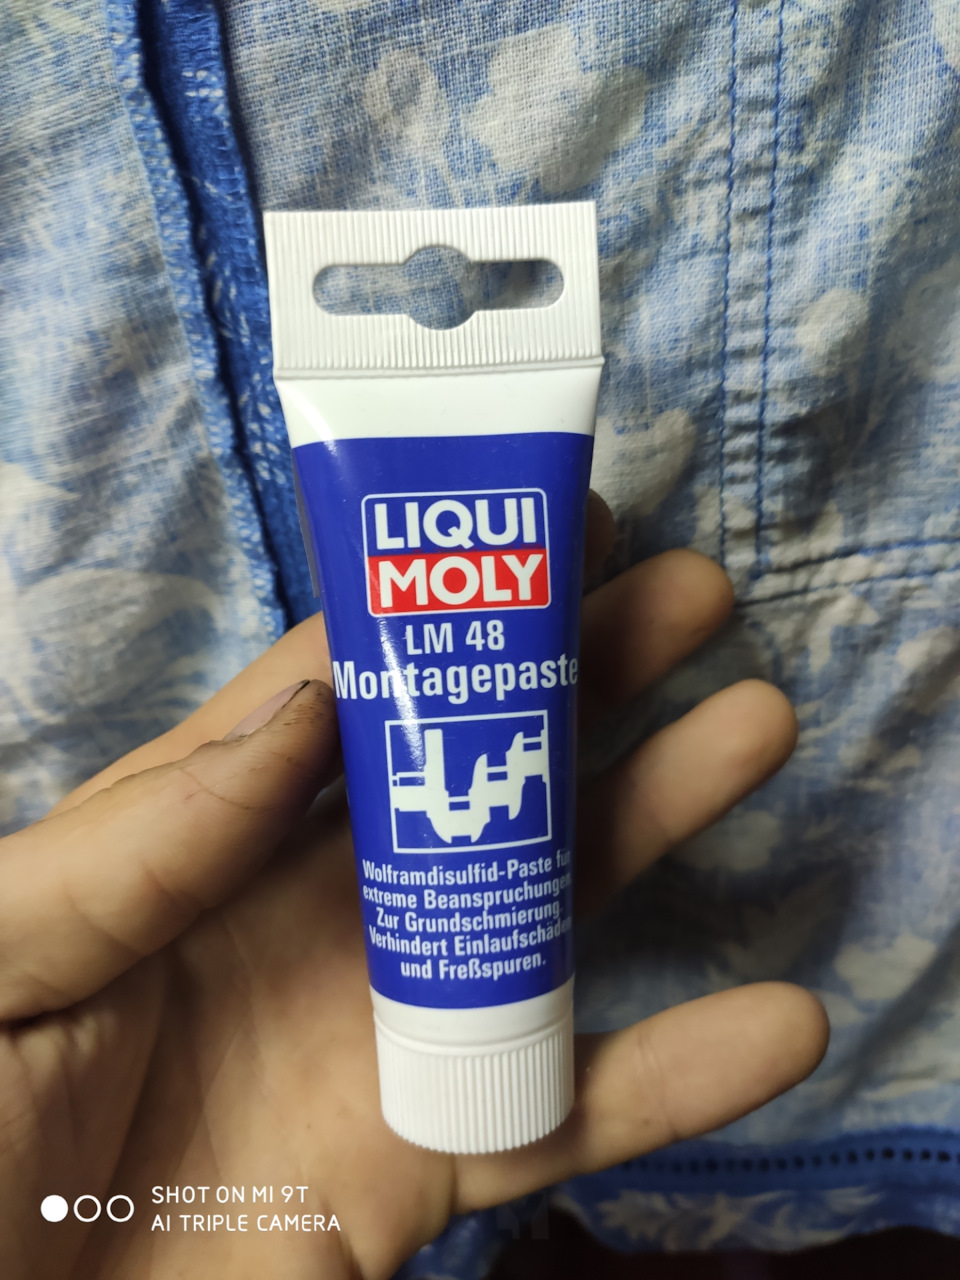 LIQUI
MOLY
LM 48
Montagepaste
Wolframdisulfid-Paste für
extreme Beanspruchungen
Zur Grundschmierung.
Verhindert Einlaufschäden
und Freßspuren.
SHOT ON MI 9T
AI TRIPLE CAMERA